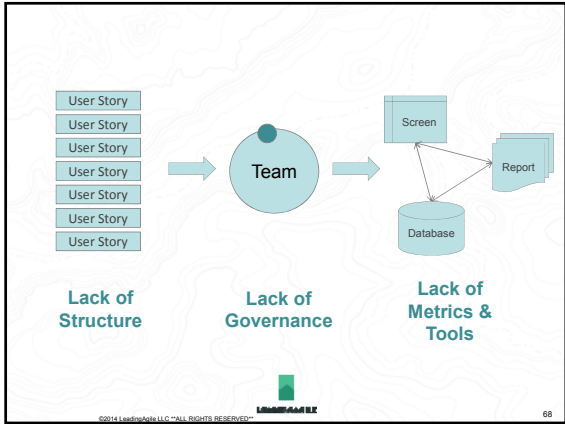 User Story
User Story
User Story
User Story
User Story
User Story
User Story
Team
Screen
Report
Database
Lack of
Structure
Lack of
Governance
Lack of
Metrics &
Tools
©2014 LeadingAgile LLC **ALL RIGHTS RESERVED**
68